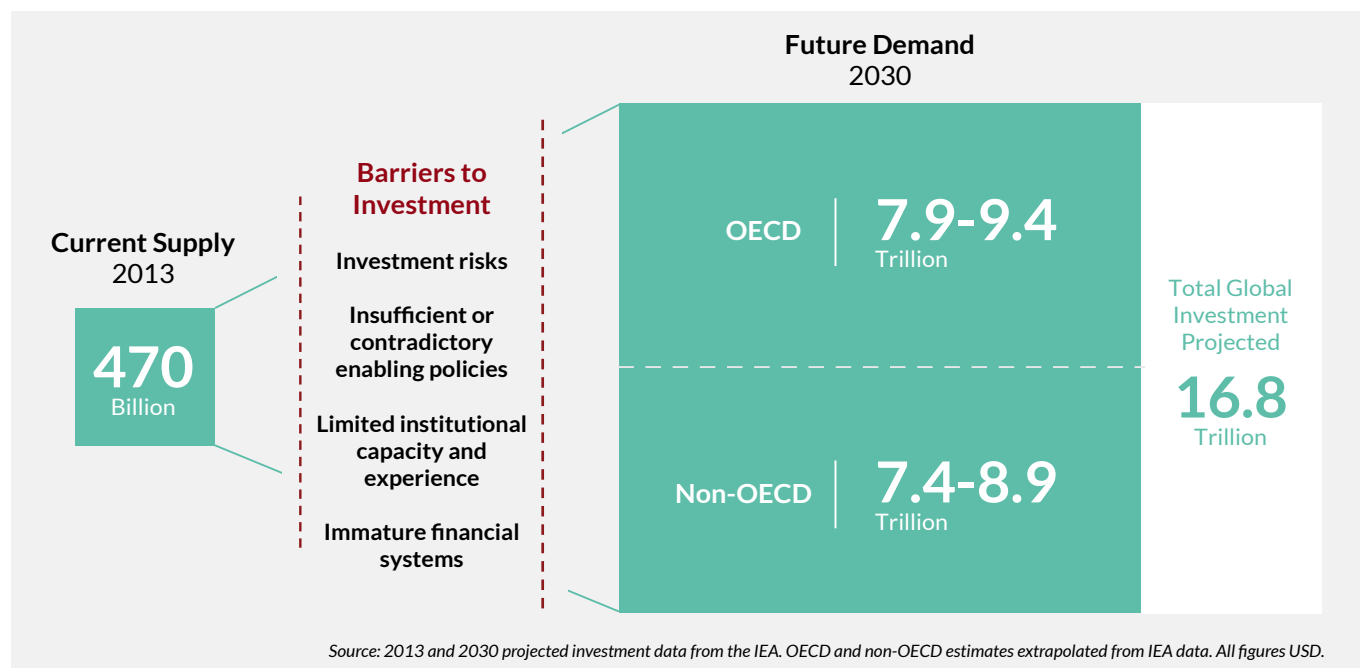 Current Supply
2013
470
Billion
Barriers to
Investment
Investment risks
Insufficient or
contradictory
enabling policies
Limited institutional
capacity and
experience
Immature financial
systems
Future Demand
2030
OECD
7.9-9.4
Trillion
Non-OECD
7.4-8.9
Trillion
Total Global
Investment
Projected
16.8
Trillion
Source: 2013 and 2030 projected investment data from the IEA. OECD and non-OECD estimates extrapolated from IEA data. All figures USD.